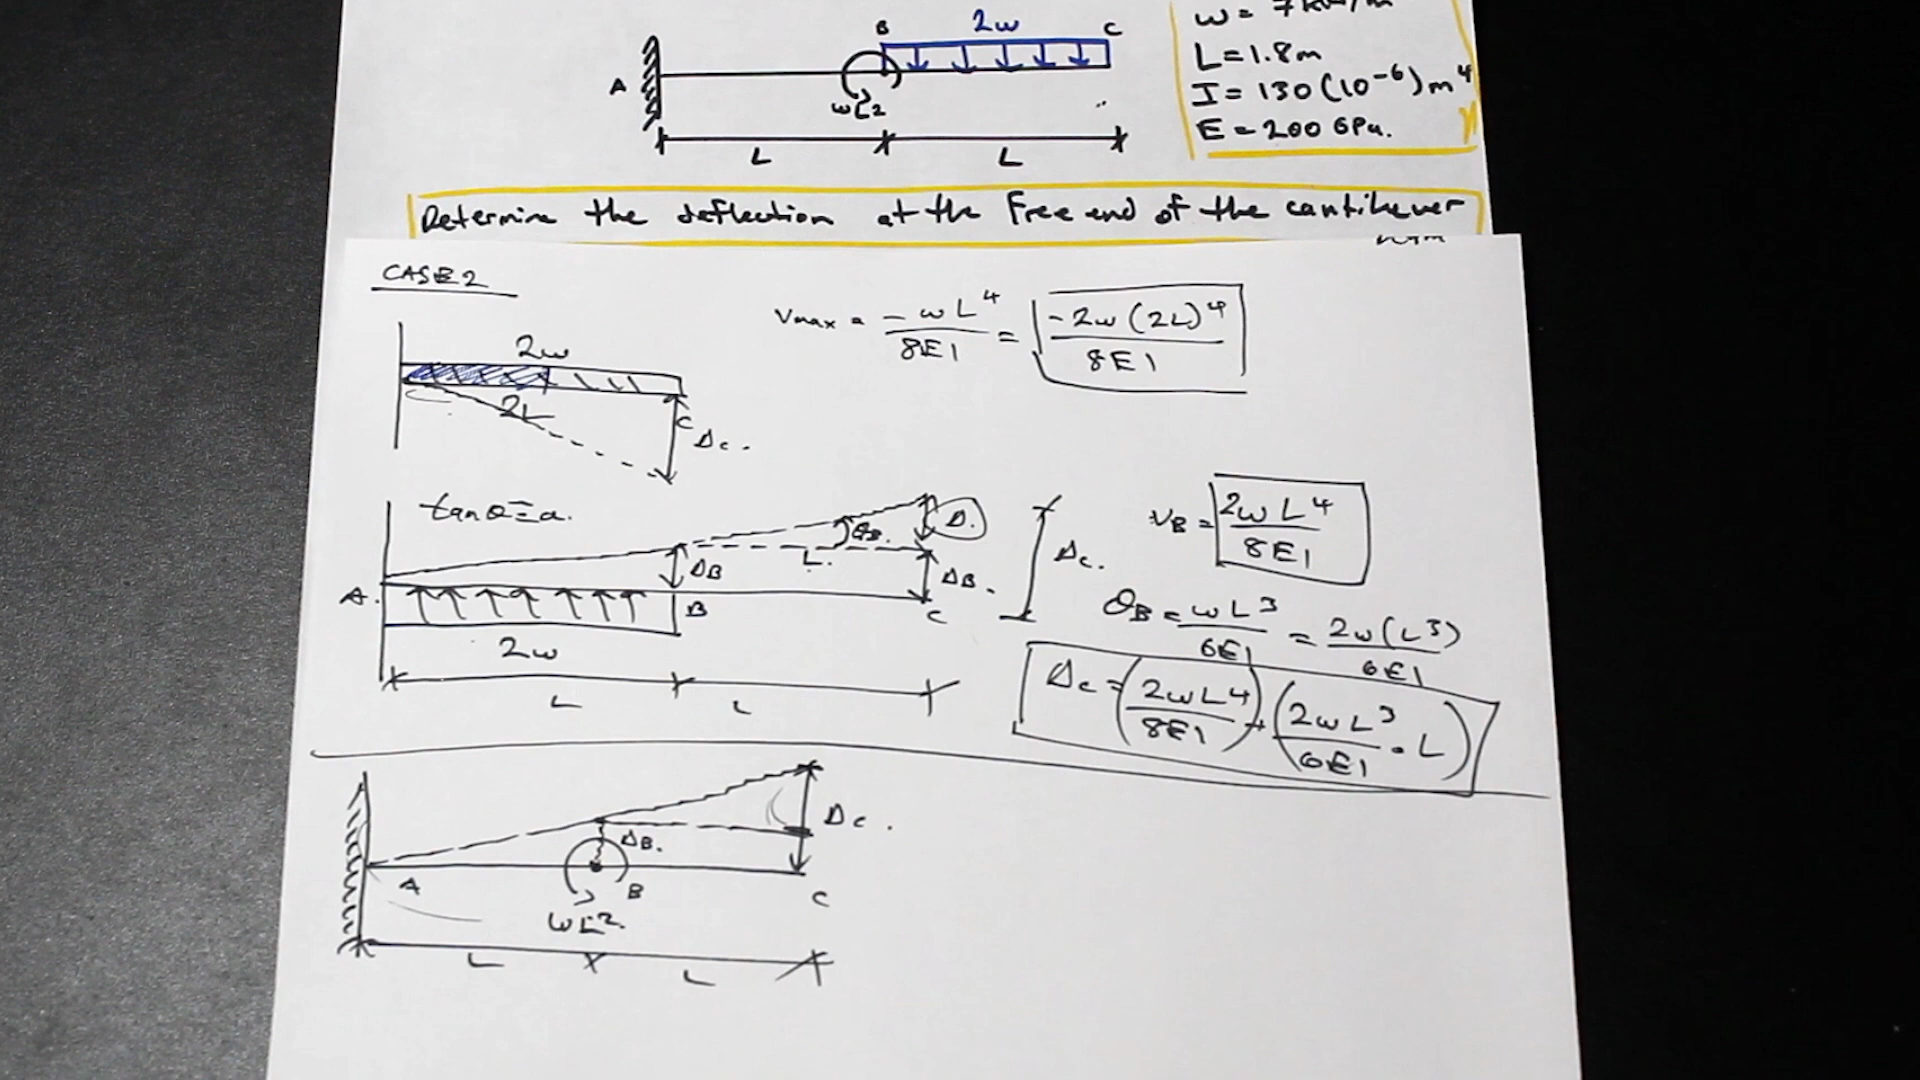 w = 7 kN/m
B 2w C
L = 1.8m
A
I = 130 (10⁻⁶) m⁴
wL²
E = 200 GPa.
L L
Determine the deflection at the free end of the cantilever
CASE 2
Vmax = -wL⁴/8EI = -2w(2L)⁴/8EI
2w
2L
C
Δc.
tanθ≡θ.
θB. Δ.
L.
ΔB ΔB. Δc.
VB = 2wL⁴/8EI
A. B C
2w
θB = wL³/6EI = 2w(L³)/6EI
L L
Δc = (2wL⁴/8EI) + (2wL³/6EI · L)
Δc.
ΔB.
A B C
wL².
L L